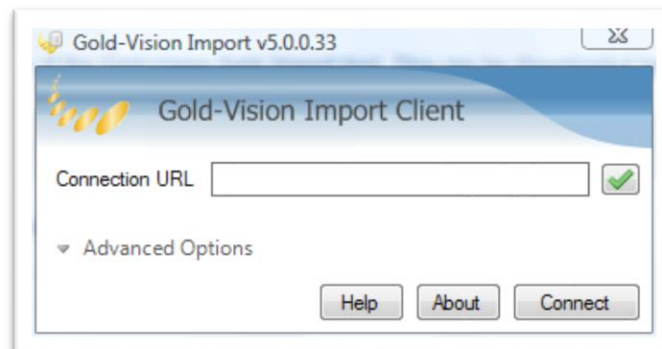 Gold-Vision Import v5.0.0.33
Gold-Vision Import Client
Connection URL
Advanced Options
Help About Connect